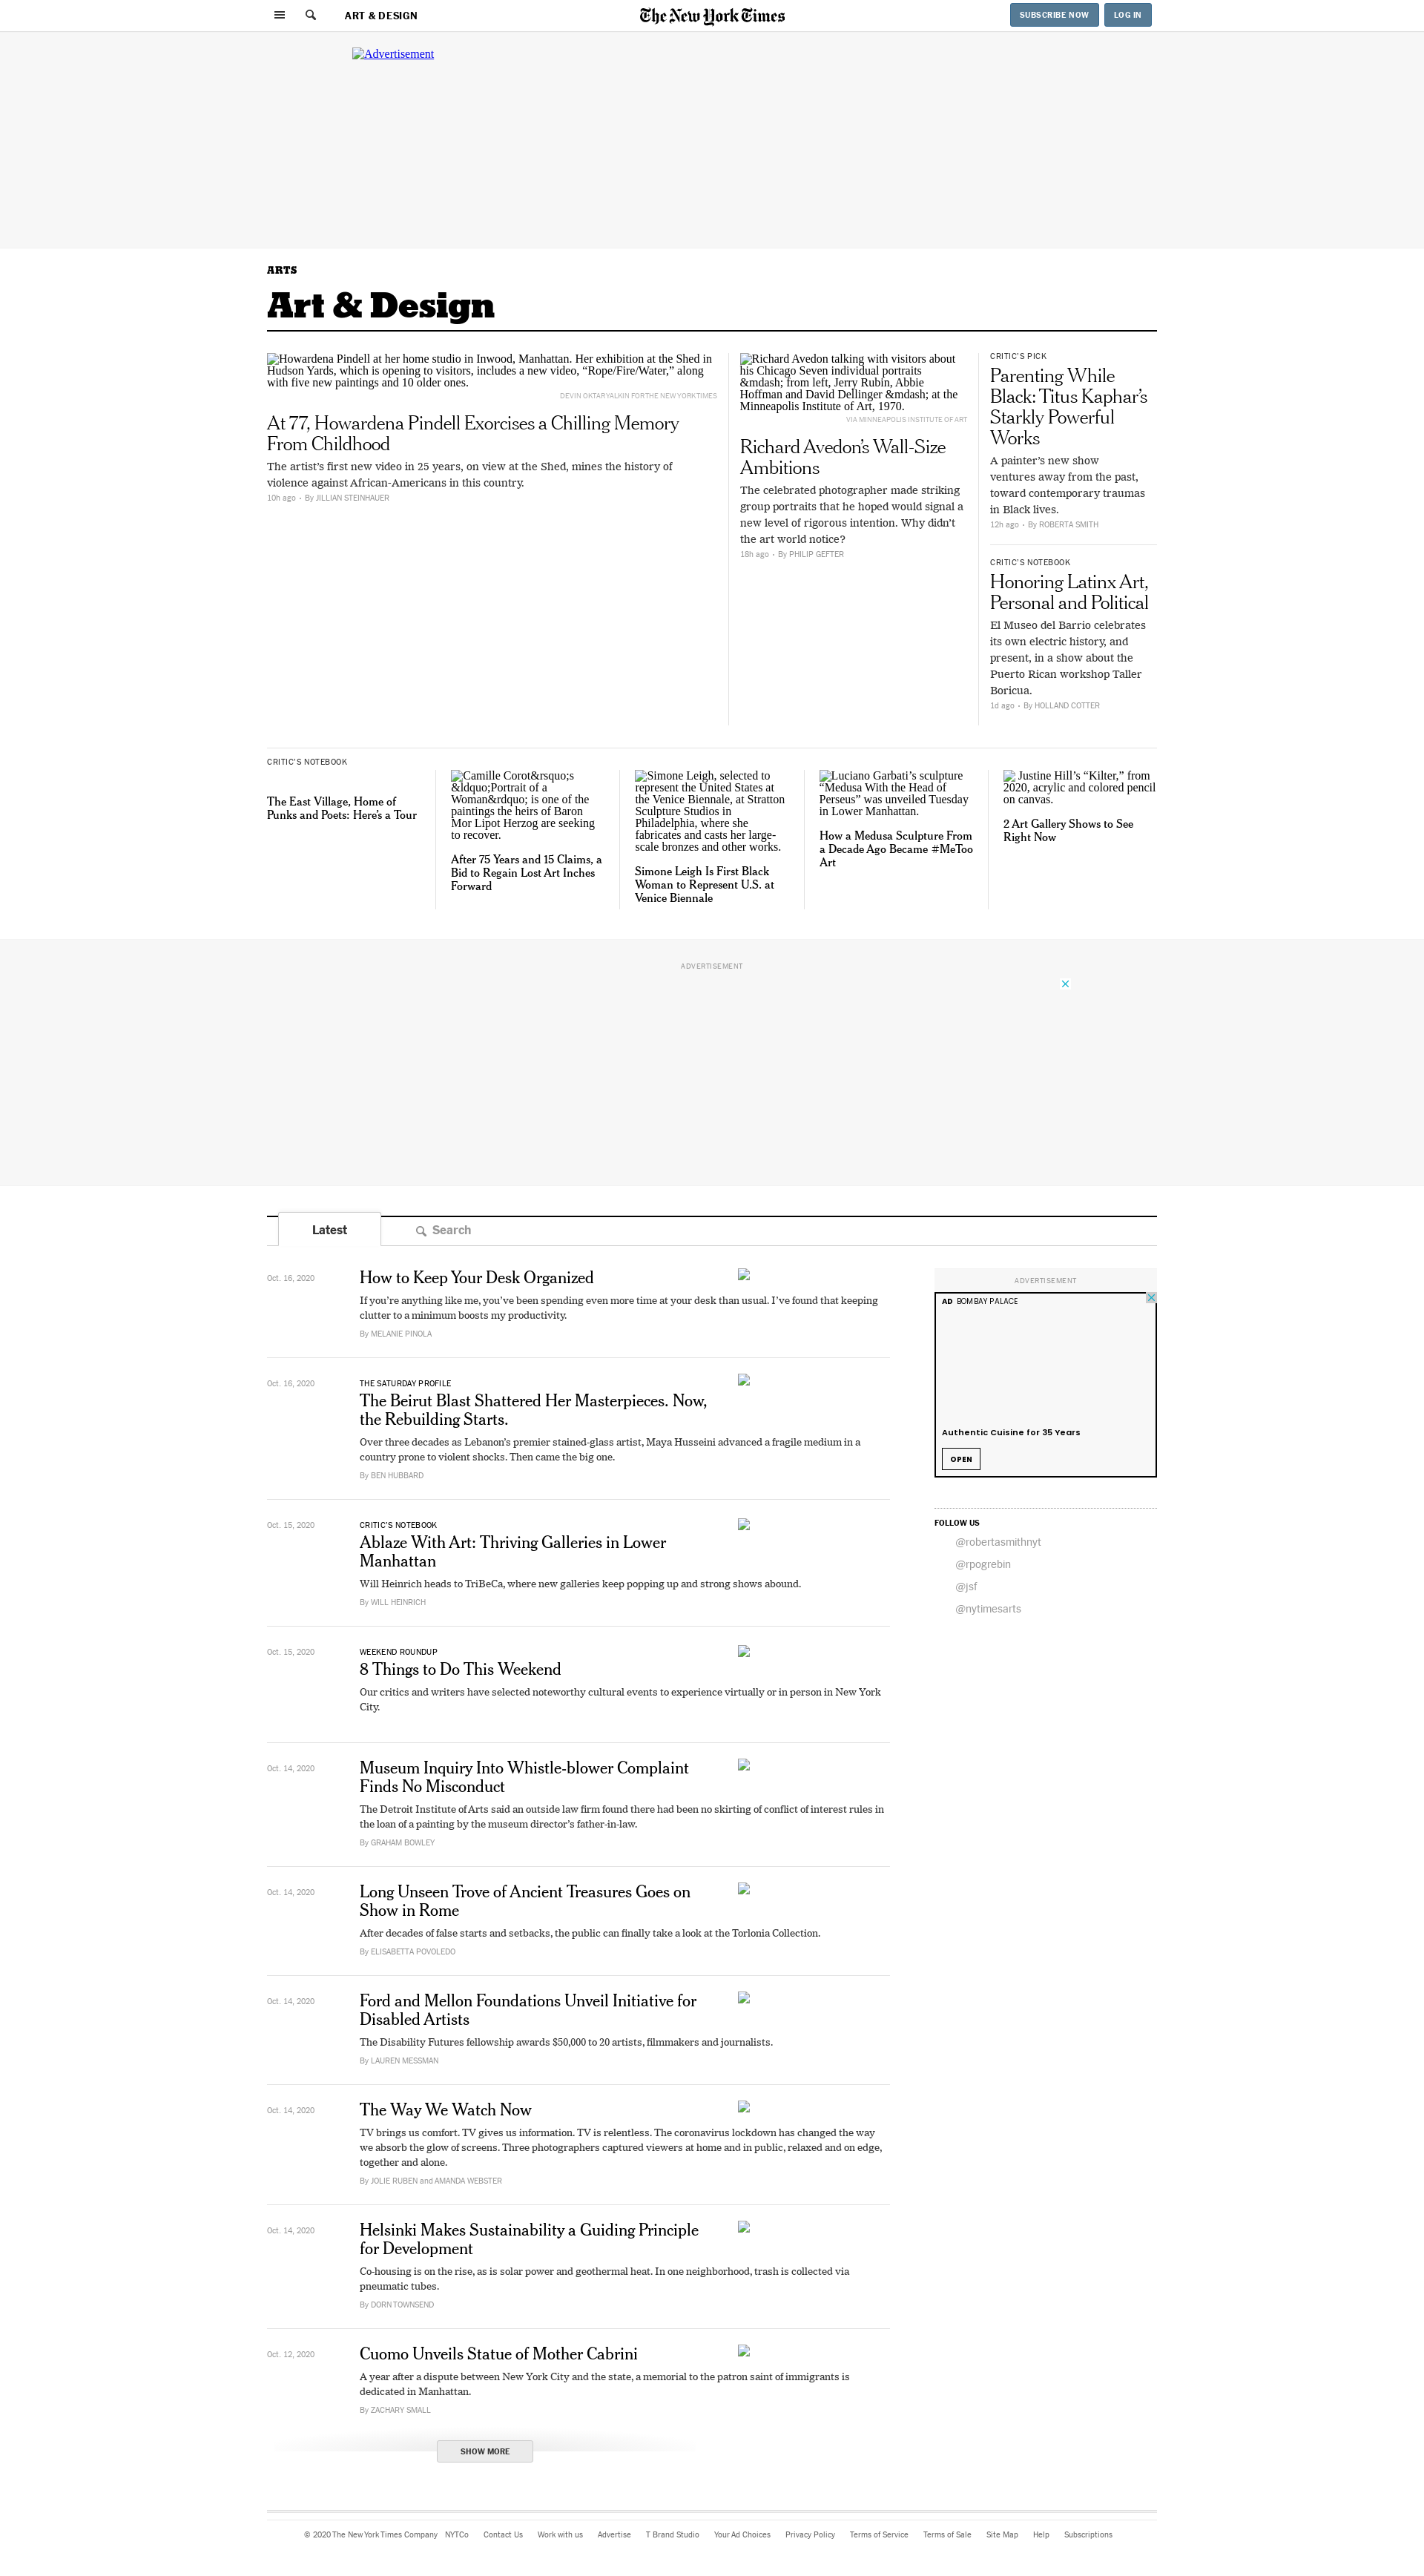 ART & DESIGN
The New York Times
SUBSCRIBE NOW
LOG IN
Advertisement
ARTS
Art & Design
Howardena Pindell at her home studio in Inwood, Manhattan. Her exhibition at the Shed in
Hudson Yards, which is opening to visitors, includes a new video, “Rope/Fire/Water,” along
with five new paintings and 10 older ones.
DEVIN OKTAR YALKIN FOR THE NEW YORK TIMES
At 77, Howardena Pindell Exorcises a Chilling Memory
From Childhood
The artist’s first new video in 25 years, on view at the Shed, mines the history of
violence against African-Americans in this country.
10h ago • By JILLIAN STEINHAUER
Richard Avedon talking with visitors about
his Chicago Seven individual portraits
&mdash; from left, Jerry Rubin, Abbie
Hoffman and David Dellinger &mdash; at the
Minneapolis Institute of Art, 1970.
VIA MINNEAPOLIS INSTITUTE OF ART
Richard Avedon’s Wall-Size
Ambitions
The celebrated photographer made striking
group portraits that he hoped would signal a
new level of rigorous intention. Why didn’t
the art world notice?
18h ago • By PHILIP GEFTER
CRITIC’S PICK
Parenting While
Black: Titus Kaphar’s
Starkly Powerful
Works
A painter’s new show
ventures away from the past,
toward contemporary traumas
in Black lives.
12h ago • By ROBERTA SMITH
CRITIC’S NOTEBOOK
Honoring Latinx Art,
Personal and Political
El Museo del Barrio celebrates
its own electric history, and
present, in a show about the
Puerto Rican workshop Taller
Boricua.
1d ago • By HOLLAND COTTER
CRITIC’S NOTEBOOK
The East Village, Home of
Punks and Poets: Here’s a Tour
Camille Corot&rsquo;s
&ldquo;Portrait of a
Woman&rdquo; is one of the
paintings the heirs of Baron
Mor Lipot Herzog are seeking
to recover.
After 75 Years and 15 Claims, a
Bid to Regain Lost Art Inches
Forward
Simone Leigh, selected to
represent the United States at
the Venice Biennale, at Stratton
Sculpture Studios in
Philadelphia, where she
fabricates and casts her large-
scale bronzes and other works.
Simone Leigh Is First Black
Woman to Represent U.S. at
Venice Biennale
Luciano Garbati’s sculpture
“Medusa With the Head of
Perseus” was unveiled Tuesday
in Lower Manhattan.
How a Medusa Sculpture From
a Decade Ago Became #MeToo
Art
Justine Hill’s “Kilter,” from
2020, acrylic and colored pencil
on canvas.
2 Art Gallery Shows to See
Right Now
ADVERTISEMENT
Latest
Search
Oct. 16, 2020
How to Keep Your Desk Organized
If you’re anything like me, you’ve been spending even more time at your desk than usual. I’ve found that keeping
clutter to a minimum boosts my productivity.
By MELANIE PINOLA
Oct. 16, 2020
THE SATURDAY PROFILE
The Beirut Blast Shattered Her Masterpieces. Now,
the Rebuilding Starts.
Over three decades as Lebanon’s premier stained-glass artist, Maya Husseini advanced a fragile medium in a
country prone to violent shocks. Then came the big one.
By BEN HUBBARD
Oct. 15, 2020
CRITIC’S NOTEBOOK
Ablaze With Art: Thriving Galleries in Lower
Manhattan
Will Heinrich heads to TriBeCa, where new galleries keep popping up and strong shows abound.
By WILL HEINRICH
Oct. 15, 2020
WEEKEND ROUNDUP
8 Things to Do This Weekend
Our critics and writers have selected noteworthy cultural events to experience virtually or in person in New York
City.
Oct. 14, 2020
Museum Inquiry Into Whistle-blower Complaint
Finds No Misconduct
The Detroit Institute of Arts said an outside law firm found there had been no skirting of conflict of interest rules in
the loan of a painting by the museum director’s father-in-law.
By GRAHAM BOWLEY
Oct. 14, 2020
Long Unseen Trove of Ancient Treasures Goes on
Show in Rome
After decades of false starts and setbacks, the public can finally take a look at the Torlonia Collection.
By ELISABETTA POVOLEDO
Oct. 14, 2020
Ford and Mellon Foundations Unveil Initiative for
Disabled Artists
The Disability Futures fellowship awards $50,000 to 20 artists, filmmakers and journalists.
By LAUREN MESSMAN
Oct. 14, 2020
The Way We Watch Now
TV brings us comfort. TV gives us information. TV is relentless. The coronavirus lockdown has changed the way
we absorb the glow of screens. Three photographers captured viewers at home and in public, relaxed and on edge,
together and alone.
By JOLIE RUBEN and AMANDA WEBSTER
Oct. 14, 2020
Helsinki Makes Sustainability a Guiding Principle
for Development
Co-housing is on the rise, as is solar power and geothermal heat. In one neighborhood, trash is collected via
pneumatic tubes.
By DORN TOWNSEND
Oct. 12, 2020
Cuomo Unveils Statue of Mother Cabrini
A year after a dispute between New York City and the state, a memorial to the patron saint of immigrants is
dedicated in Manhattan.
By ZACHARY SMALL
SHOW MORE
ADVERTISEMENT
AD BOMBAY PALACE
Authentic Cuisine for 35 Years
OPEN
FOLLOW US
@robertasmithnyt
@rpogrebin
@jsf
@nytimesarts
© 2020 The New York Times Company NYTCo Contact Us Work with us Advertise T Brand Studio Your Ad Choices Privacy Policy Terms of Service Terms of Sale Site Map Help Subscriptions